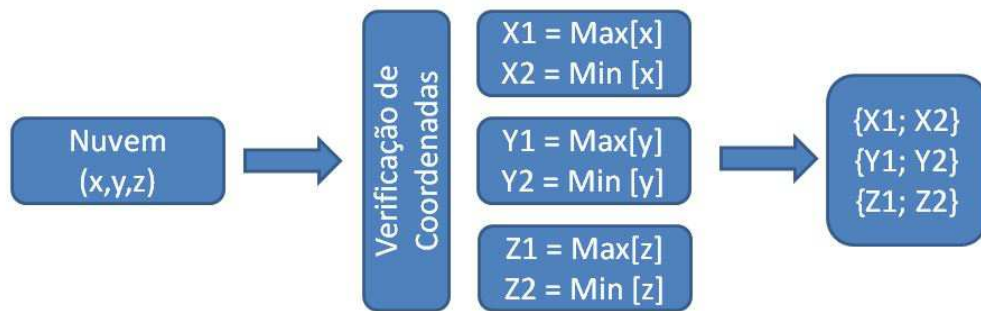 Nuvem
(x,y,z)
Verificação de
Coordenadas
X1 = Max[x]
X2 = Min [x]
Y1 = Max[y]
Y2 = Min [y]
Z1 = Max[z]
Z2 = Min [z]
{X1; X2}
{Y1; Y2}
{Z1; Z2}